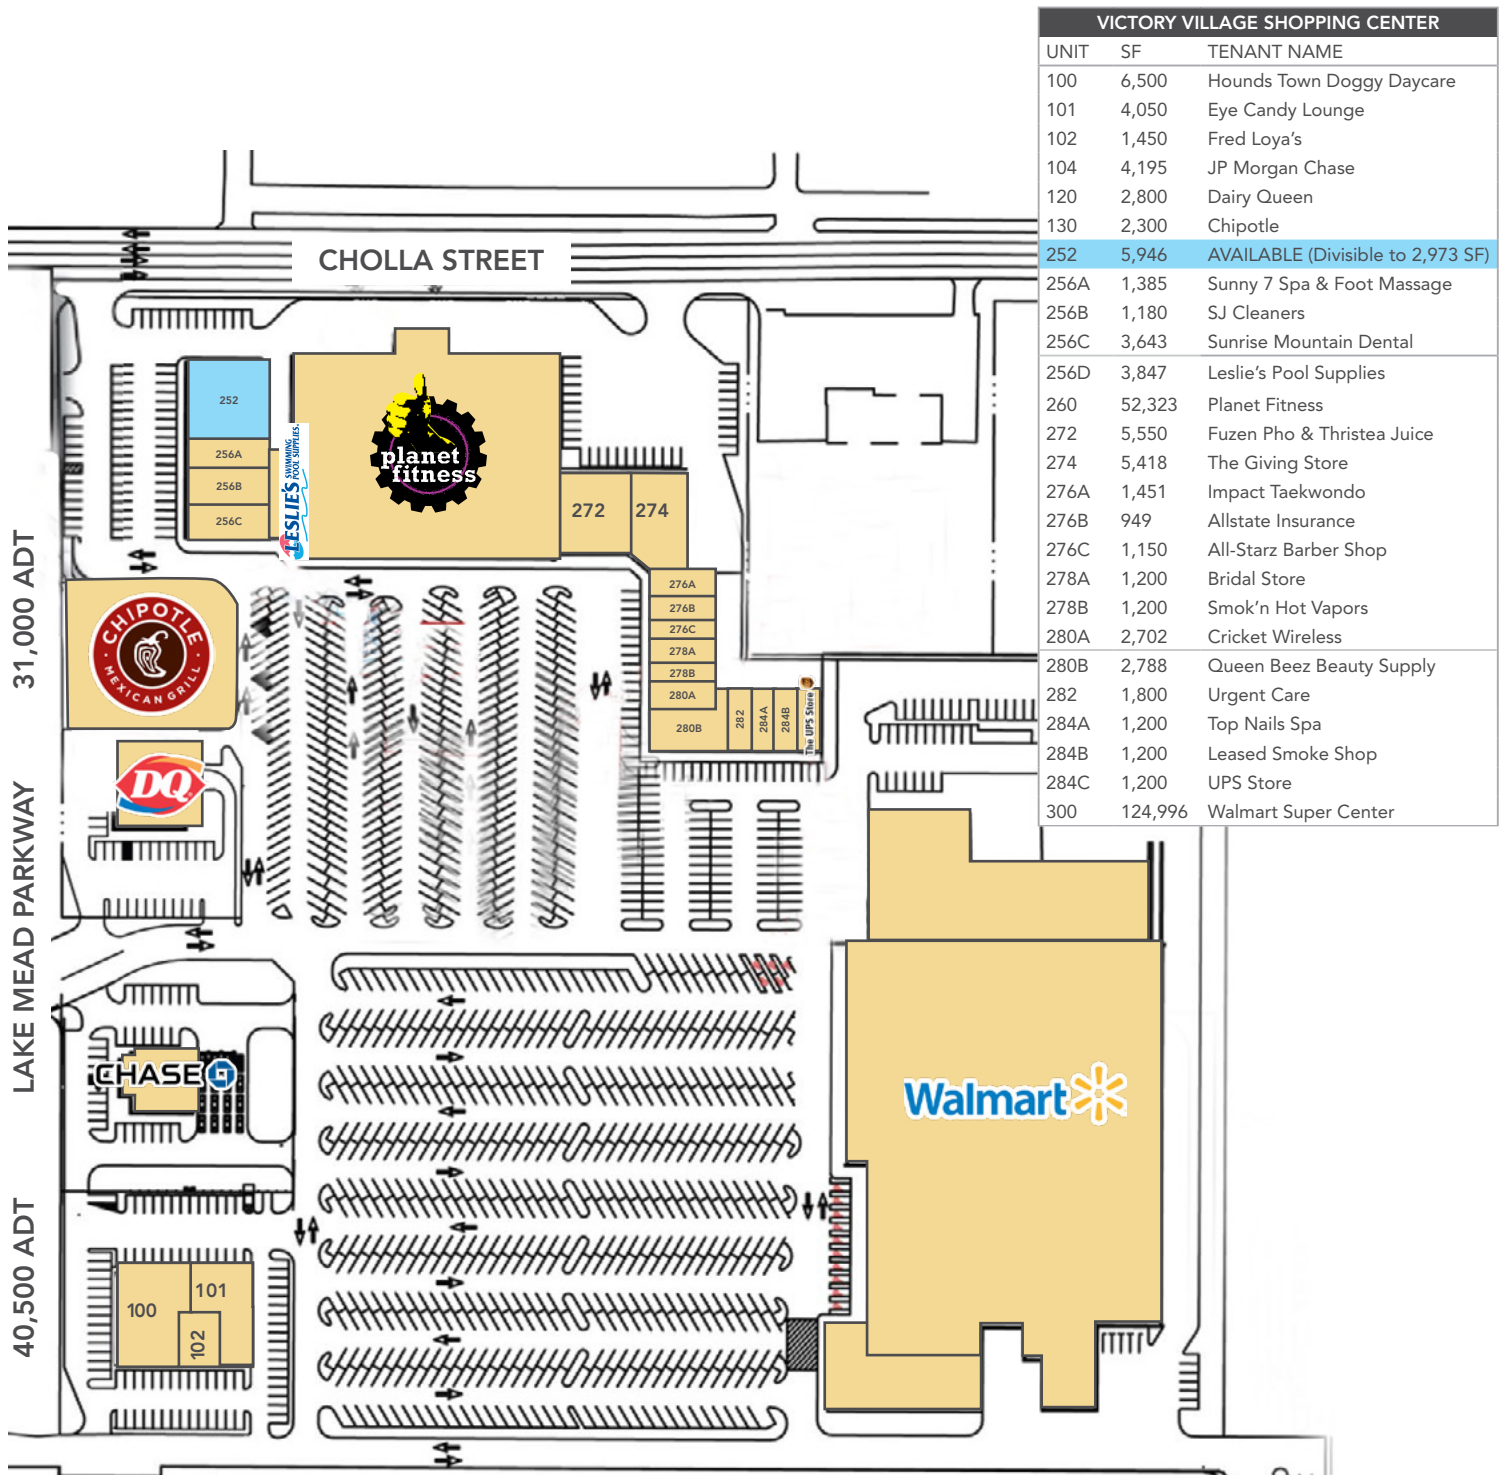 VICTORY VILLAGE SHOPPING CENTER
UNIT SF TENANT NAME
100 6,500 Hounds Town Doggy Daycare
101 4,050 Eye Candy Lounge
102 1,450 Fred Loya's
104 4,195 JP Morgan Chase
120 2,800 Dairy Queen
130 2,300 Chipotle
252 5,946 AVAILABLE (Divisible to 2,973 SF)
256A 1,385 Sunny 7 Spa & Foot Massage
256B 1,180 SJ Cleaners
256C 3,643 Sunrise Mountain Dental
256D 3,847 Leslie's Pool Supplies
260 52,323 Planet Fitness
272 5,550 Fuzen Pho & Thristea Juice
274 5,418 The Giving Store
276A 1,451 Impact Taekwondo
276B 949 Allstate Insurance
276C 1,150 All-Starz Barber Shop
278A 1,200 Bridal Store
278B 1,200 Smok'n Hot Vapors
280A 2,702 Cricket Wireless
280B 2,788 Queen Beez Beauty Supply
282 1,800 Urgent Care
284A 1,200 Top Nails Spa
284B 1,200 Leased Smoke Shop
284C 1,200 UPS Store
300 124,996 Walmart Super Center
CHOLLA STREET
252
256A
256B
256C
LESLIE'S
SWIMMING
POOL SUPPLIES
planet
fitness
272
274
276A
276B
276C
278A
278B
280A
280B
282
284A
284B
The UPS Store
31,000 ADT
CHIPOTLE
MEXICAN GRILL
DQ
LAKE MEAD PARKWAY
CHASE
Walmart
40,500 ADT
100
101
102